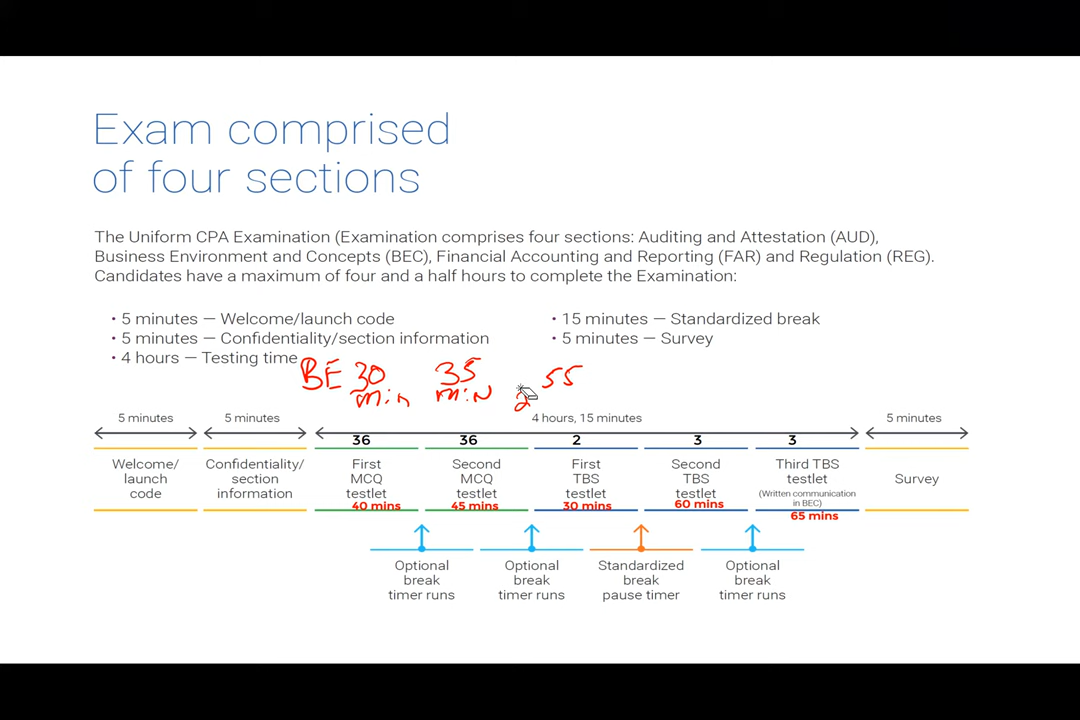 Exam comprised
of four sections
The Uniform CPA Examination (Examination comprises four sections: Auditing and Attestation (AUD),
Business Environment and Concepts (BEC), Financial Accounting and Reporting (FAR) and Regulation (REG).
Candidates have a maximum of four and a half hours to complete the Examination:
• 5 minutes — Welcome/launch code
• 5 minutes — Confidentiality/section information
• 4 hours — Testing time
• 15 minutes — Standardized break
• 5 minutes — Survey
BE 30 35 55
min min 2
5 minutes 5 minutes 4 hours, 15 minutes 5 minutes
36 36 2 3 3
Welcome/
launch
code
Confidentiality/
section
information
First
MCQ
testlet
40 mins
Second
MCQ
testlet
45 mins
First
TBS
testlet
30 mins
Second
TBS
testlet
60 mins
Third TBS
testlet
(Written communication
in BEC)
65 mins
Survey
Optional
break
timer runs
Optional
break
timer runs
Standardized
break
pause timer
Optional
break
timer runs